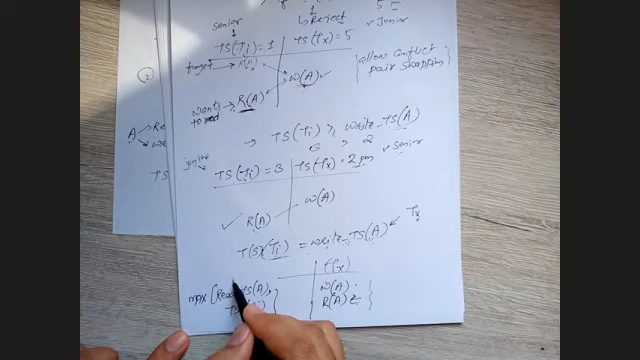 ↳ Reject
senior
TS(Ti) = 1 | TS(Tx) = 5 ✓ Junior
forget → R(A)
W(A) ✓
{allow conflict
pair swapping}
wants → R(A)
to read
→ TS(Ti) ≥ write-TS(A)
3 , 2
junior
TS(Ti) = 3 | TS(Tx) = 2 pm ✓ senior
W(A)
✓ R(A)
T(S)(Ti) = write-TS(A) ← Tx
(Tx)
W(A)
R(A)
max [Read TS(A),